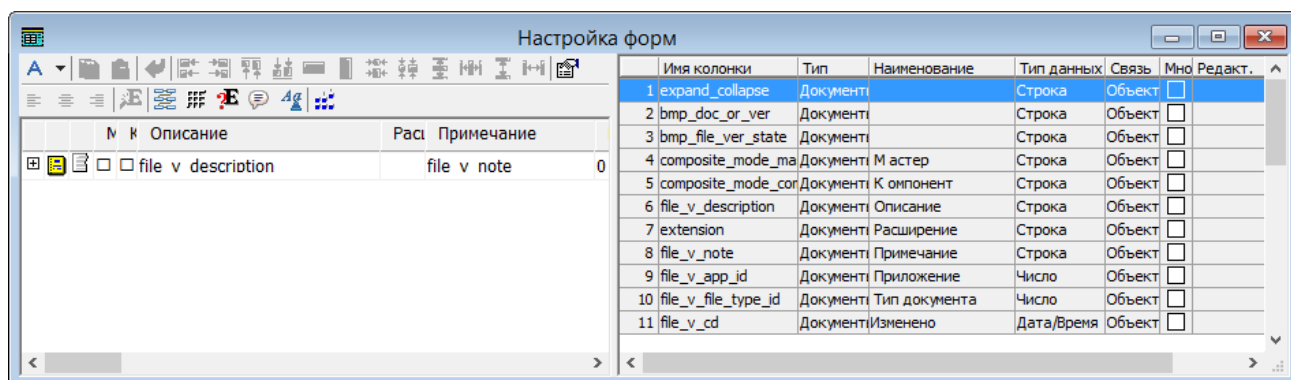 Настройка форм
A
М К Описание Расі Примечание
file_v_description file_v_note 0
Имя колонки Тип Наименование Тип данных Связь Мно Редакт.
1 expand_collapse Документ Строка Объект
2 bmp_doc_or_ver Документ Строка Объект
3 bmp_file_ver_state Документ Строка Объект
4 composite_mode_ma Документ М астер Строка Объект
5 composite_mode_cor Документ К омпонент Строка Объект
6 file_v_description Документ Описание Строка Объект
7 extension Документ Расширение Строка Объект
8 file_v_note Документ Примечание Строка Объект
9 file_v_app_id Документ Приложение Число Объект
10 file_v_file_type_id Документ Тип документа Число Объект
11 file_v_cd Документ Изменено Дата/Время Объект